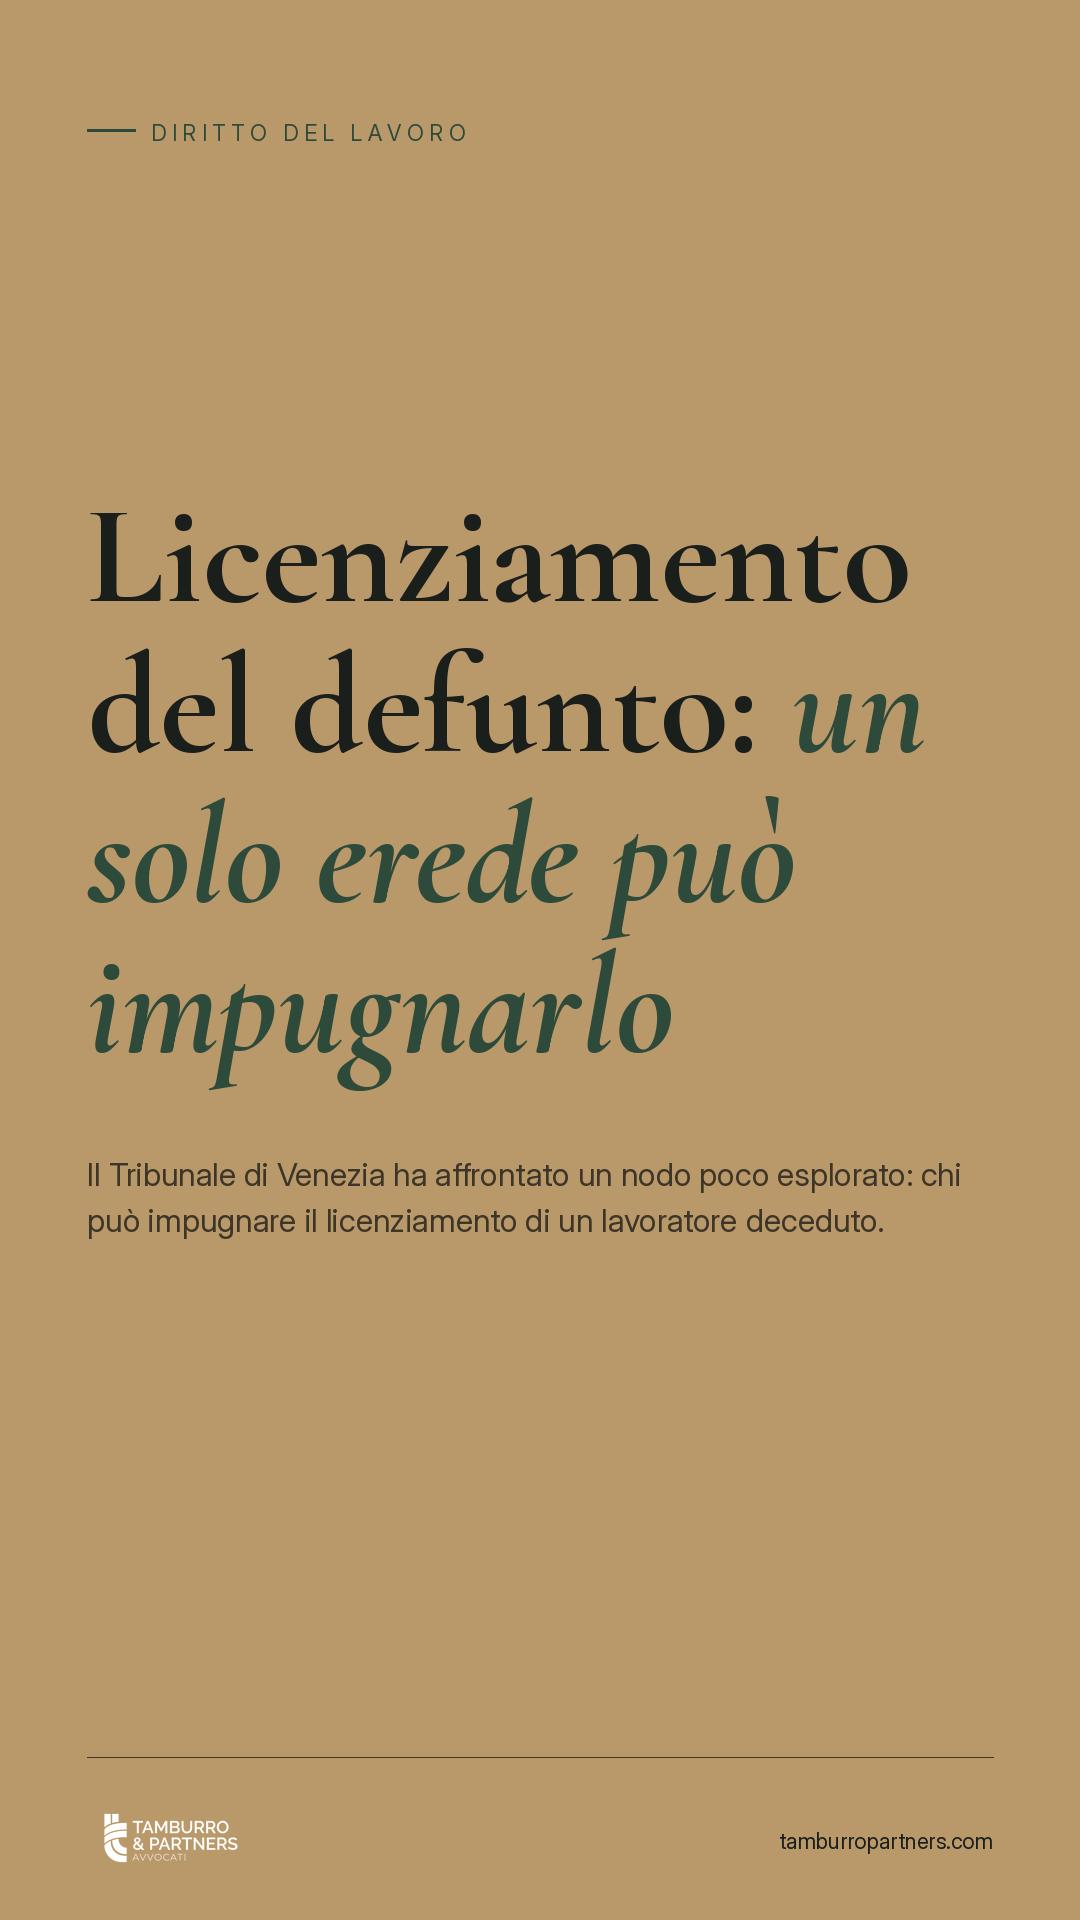 DIRITTO DEL LAVORO
Licenziamento
del defunto: un
solo erede può
impugnarlo
Il Tribunale di Venezia ha affrontato un nodo poco esplorato: chi
può impugnare il licenziamento di un lavoratore deceduto.
TAMBURRO
& PARTNERS
AVVOCATI
tamburropartners.com